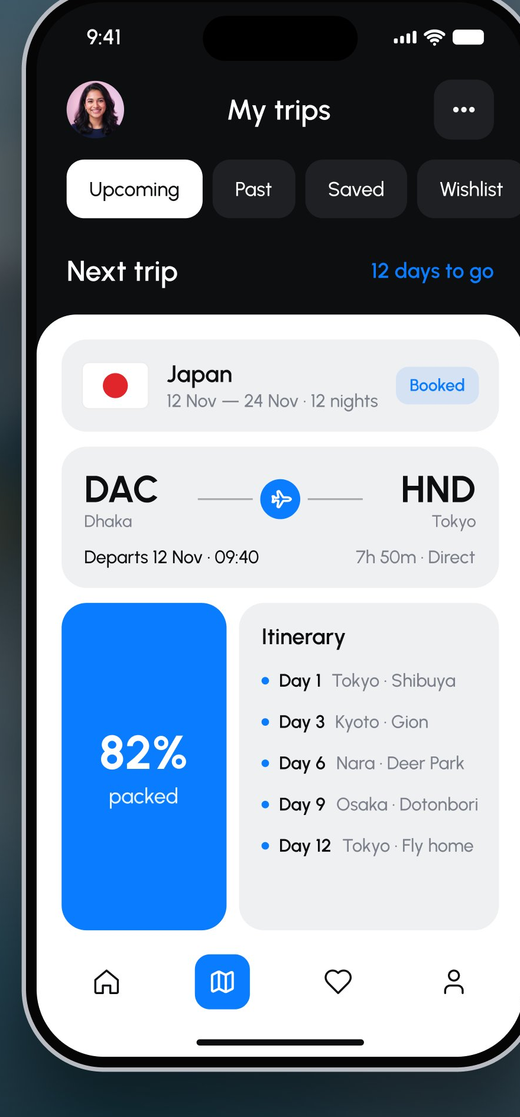 9:41
My trips
Upcoming Past Saved Wishlist
Next trip 12 days to go
Japan
12 Nov — 24 Nov · 12 nights
Booked
DAC HND
Dhaka Tokyo
Departs 12 Nov · 09:40 7h 50m · Direct
82%
packed
Itinerary
Day 1 Tokyo · Shibuya
Day 3 Kyoto · Gion
Day 6 Nara · Deer Park
Day 9 Osaka · Dotonbori
Day 12 Tokyo · Fly home